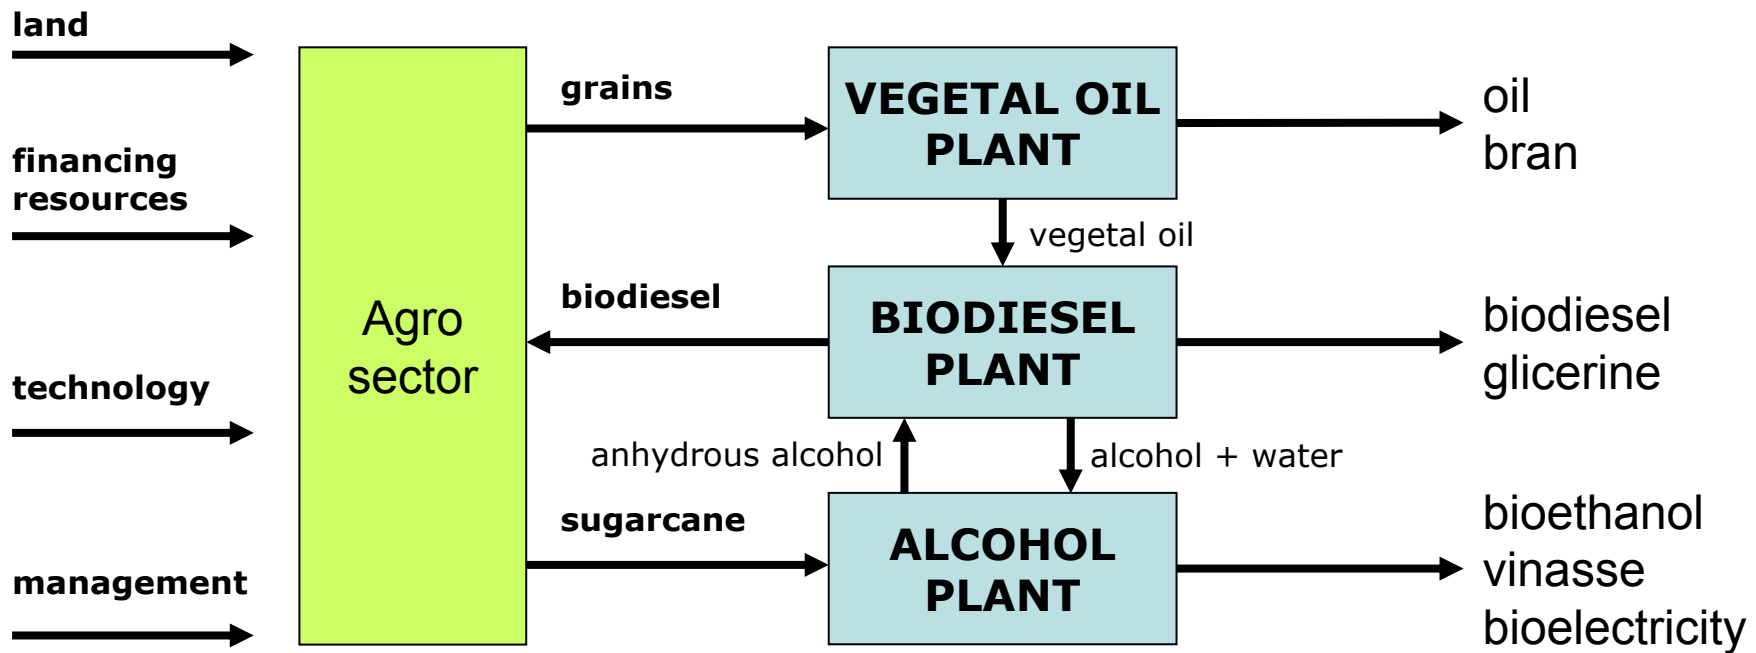 land
financing
resources
technology
management
Agro
sector
grains
biodiesel
sugarcane
VEGETAL OIL
PLANT
vegetal oil
BIODIESEL
PLANT
anhydrous alcohol
alcohol + water
ALCOHOL
PLANT
oil
bran
biodiesel
glicerine
bioethanol
vinasse
bioelectricity